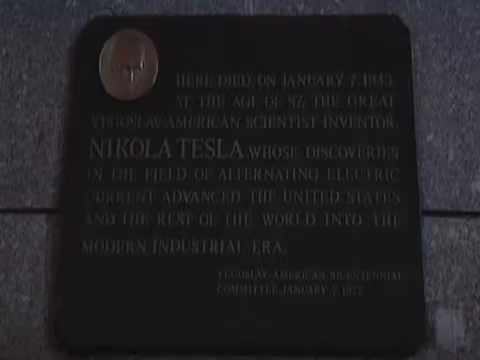 HERE DIED, ON JANUARY 7, 1943,
AT THE AGE OF 87, THE GREAT
YUGOSLAV-AMERICAN SCIENTIST-INVENTOR,
NIKOLA TESLA, WHOSE DISCOVERIES
IN THE FIELD OF ALTERNATING ELECTRIC
CURRENT ADVANCED THE UNITED STATES
AND THE REST OF THE WORLD INTO THE
MODERN INDUSTRIAL ERA.
YUGOSLAV-AMERICAN BICENTENNIAL
COMMITTEE, JANUARY 7, 1977